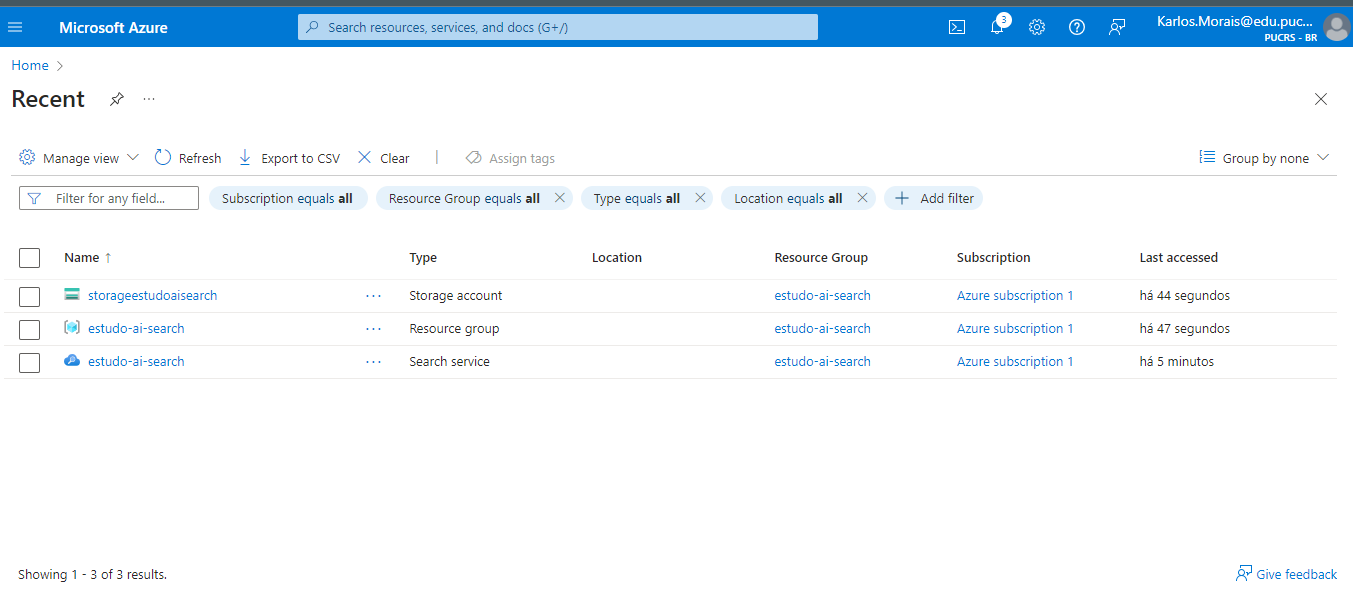 Microsoft Azure
Search resources, services, and docs (G+/)
3
Karlos.Morais@edu.puc...
PUCRS - BR
Home
Recent
Manage view
Refresh
Export to CSV
Clear
Assign tags
Group by none
Filter for any field...
Subscription equals all
Resource Group equals all
Type equals all
Location equals all
Add filter
Name ↑ Type Location Resource Group Subscription Last accessed
storageestudoaisearch ... Storage account estudo-ai-search Azure subscription 1 há 44 segundos
estudo-ai-search ... Resource group estudo-ai-search Azure subscription 1 há 47 segundos
estudo-ai-search ... Search service estudo-ai-search Azure subscription 1 há 5 minutos
Showing 1 - 3 of 3 results.
Give feedback